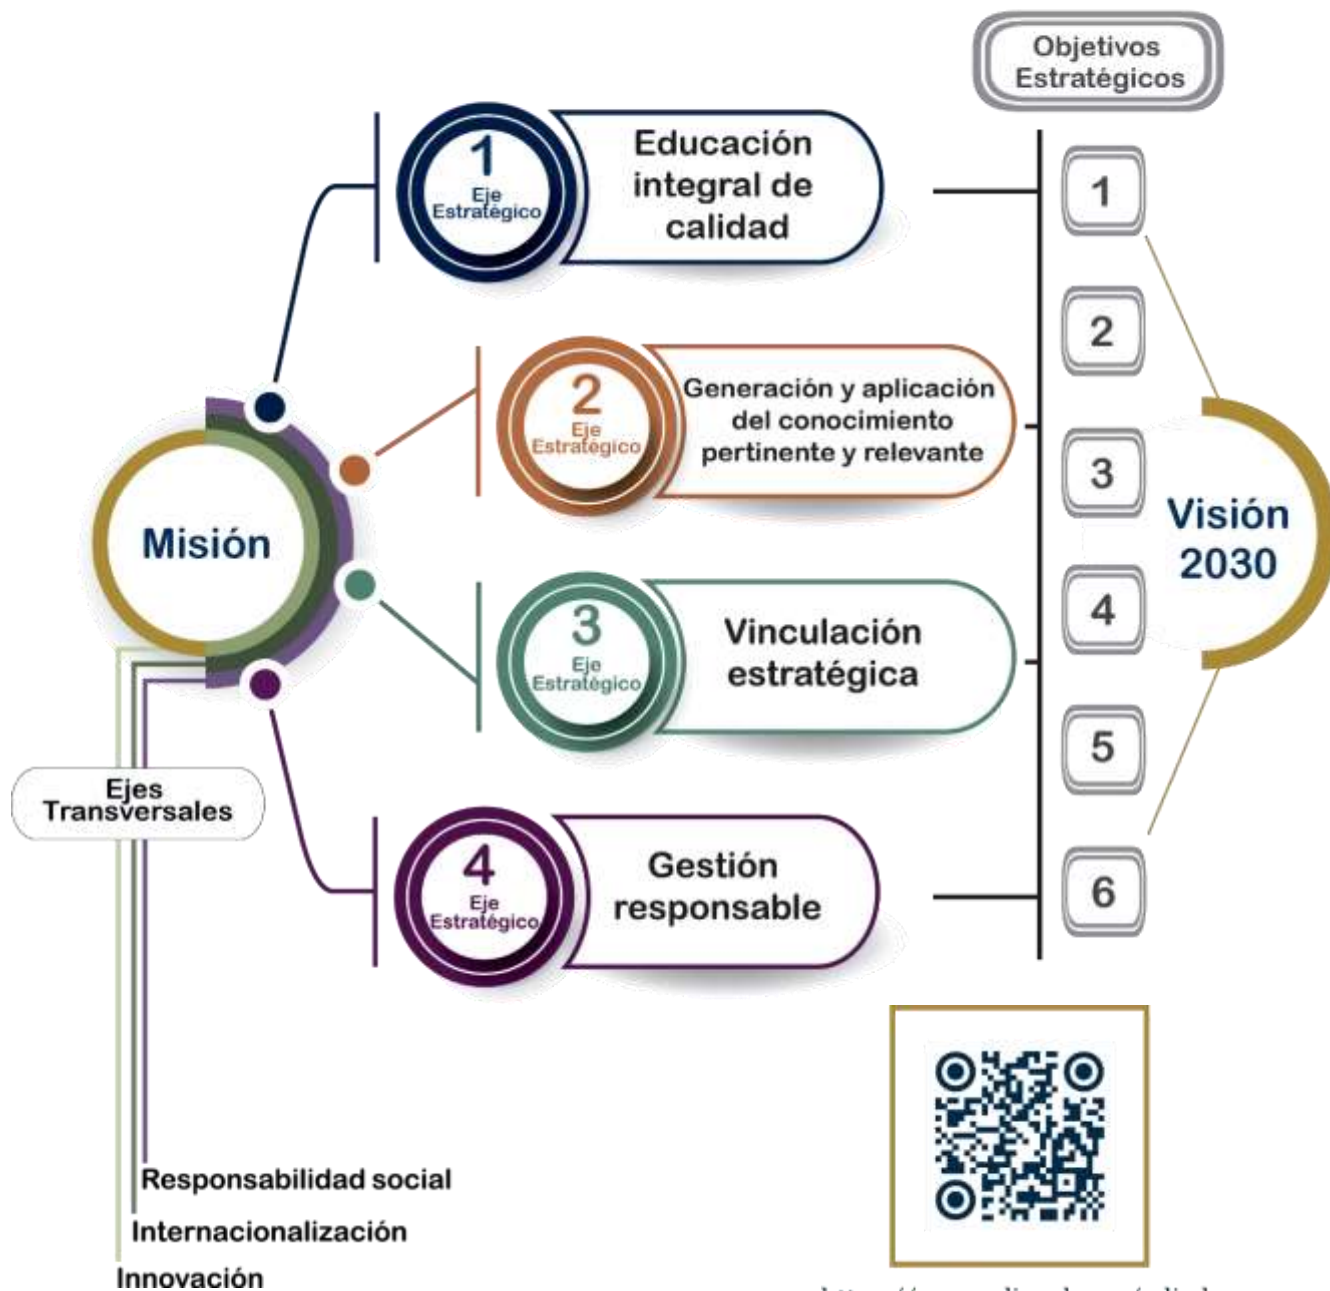 Objetivos
Estratégicos
1
Eje
Estratégico
Educación
integral de
calidad
2
Eje
Estratégico
Generación y aplicación
del conocimiento
pertinente y relevante
3
Eje
Estratégico
Vinculación
estratégica
4
Eje
Estratégico
Gestión
responsable
Misión
Ejes
Transversales
Responsabilidad social
Internacionalización
Innovación
1
2
3
4
5
6
Visión
2030